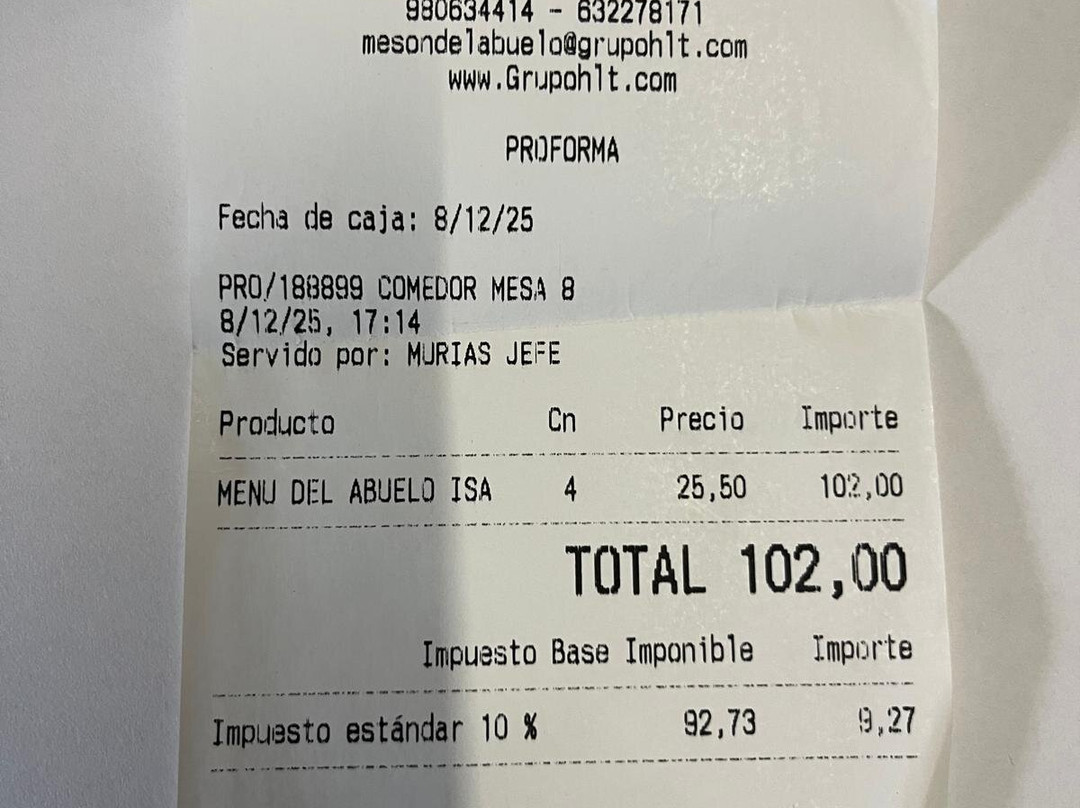 980634414 - 632278171
mesondelabuelo@grupohlt.com
www.Grupohlt.com
PROFORMA
Fecha de caja: 8/12/25
PRO/188899 COMEDOR MESA 8
8/12/25, 17:14
Servido por: MURIAS JEFE
Producto Cn Precio Importe
MENU DEL ABUELO ISA 4 25,50 102,00
TOTAL 102,00
Impuesto Base Imponible Importe
Impuesto estándar 10 % 92,73 9,27